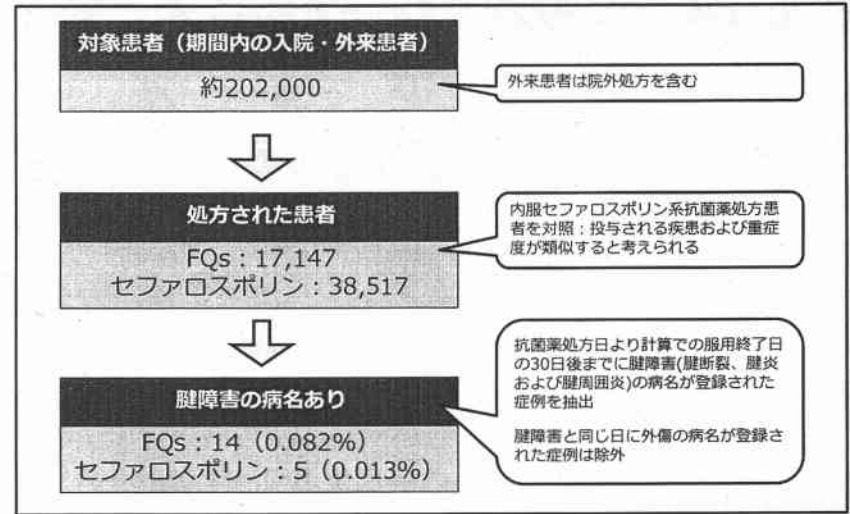 対象患者（期間内の入院・外来患者）
約202,000
外来患者は院外処方を含む
処方された患者
FQs：17,147
セファロスポリン：38,517
内服セファロスポリン系抗菌薬処方患
者を対照：投与される疾患および重症
度が類似すると考えられる
腱障害の病名あり
FQs：14（0.082%）
セファロスポリン：5（0.013%）
抗菌薬処方日より計算での服用終了日
の30日後までに腱障害(腱断裂、腱炎
および腱周囲炎)の病名が登録された
症例を抽出
腱障害と同じ日に外傷の病名が登録さ
れた症例は除外